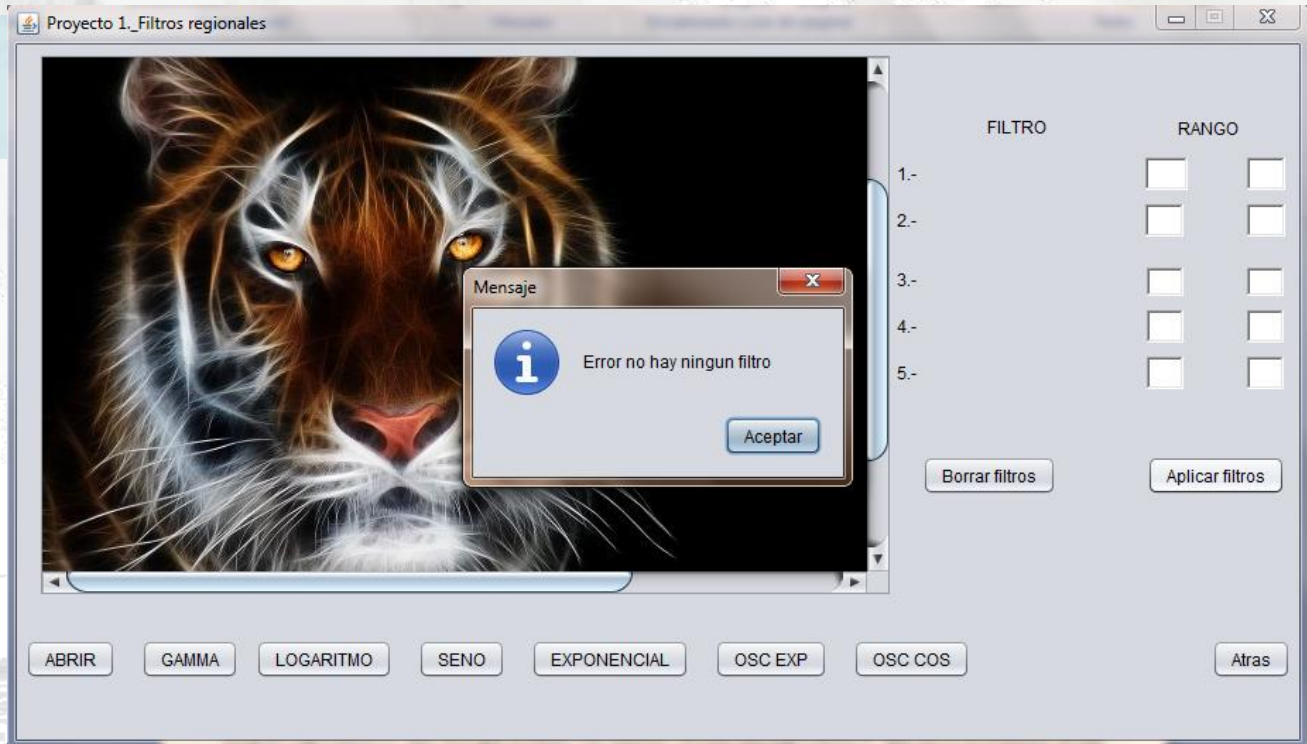 Proyecto 1._Filtros regionales
FILTRO RANGO
1.-
2.-
3.-
4.-
5.-
Mensaje
Error no hay ningun filtro
Aceptar
Borrar filtros Aplicar filtros
ABRIR GAMMA LOGARITMO SENO EXPONENCIAL OSC EXP OSC COS Atras